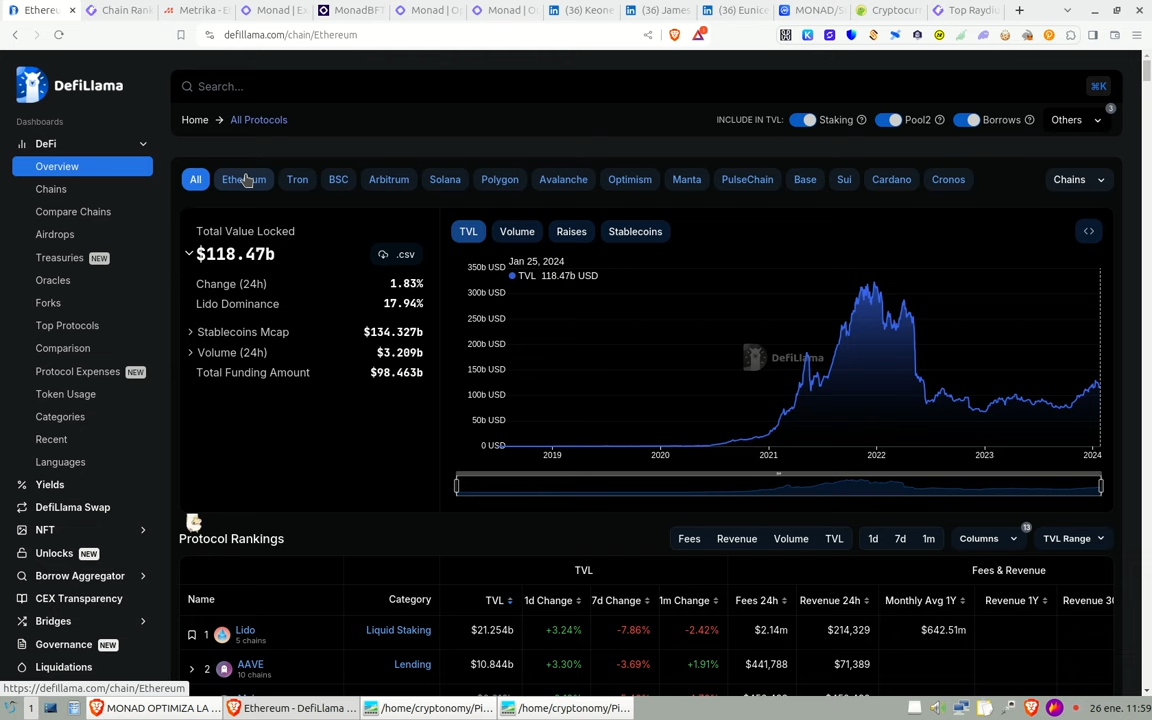 Ethereu
Chain Rank
Metrika - Et
Monad | Ex
MonadBFT
Monad | Op
Monad | O
(36) Keone
(36) James
(36) Eunice
MONAD/S
Cryptocurr
Top Raydiu
defillama.com/chain/Ethereum
DefiLlama
Search...
⌘K
Home → All Protocols
INCLUDE IN TVL: Staking Pool2 Borrows Others 3
Dashboards
DeFi
Overview
Chains
Compare Chains
Airdrops
Treasuries NEW
Oracles
Forks
Top Protocols
Comparison
Protocol Expenses NEW
Token Usage
Categories
Recent
Languages
Yields
DefiLlama Swap
NFT
Unlocks NEW
Borrow Aggregator
CEX Transparency
Bridges
Governance NEW
Liquidations
All Ethereum Tron BSC Arbitrum Solana Polygon Avalanche Optimism Manta PulseChain Base Sui Cardano Cronos Chains
Total Value Locked
$118.47b
.csv
Change (24h) 1.83%
Lido Dominance 17.94%
Stablecoins Mcap $134.327b
Volume (24h) $3.209b
Total Funding Amount $98.463b
TVL Volume Raises Stablecoins
Jan 25, 2024
TVL 118.47b USD
350b USD
300b USD
250b USD
200b USD
150b USD
100b USD
50b USD
0 USD
DefiLlama
2019 2020 2021 2022 2023 2024
Protocol Rankings
Fees Revenue Volume TVL 1d 7d 1m Columns 13 TVL Range
TVL Fees & Revenue
Name Category TVL 1d Change 7d Change 1m Change Fees 24h Revenue 24h Monthly Avg 1Y Revenue 1Y Revenue 30
1 Lido Liquid Staking $21.254b +3.24% -7.86% -2.42% $2.14m $214,329 $642.51m
5 chains
2 AAVE Lending $10.844b +3.30% -3.69% +1.91% $441,788 $71,389
10 chains
https://defillama.com/chain/Ethereum
1
MONAD OPTIMIZA LA ...
Ethereum - DefiLlama ...
/home/cryptonomy/Pi...
/home/cryptonomy/Pi...
26 ene. 11:59